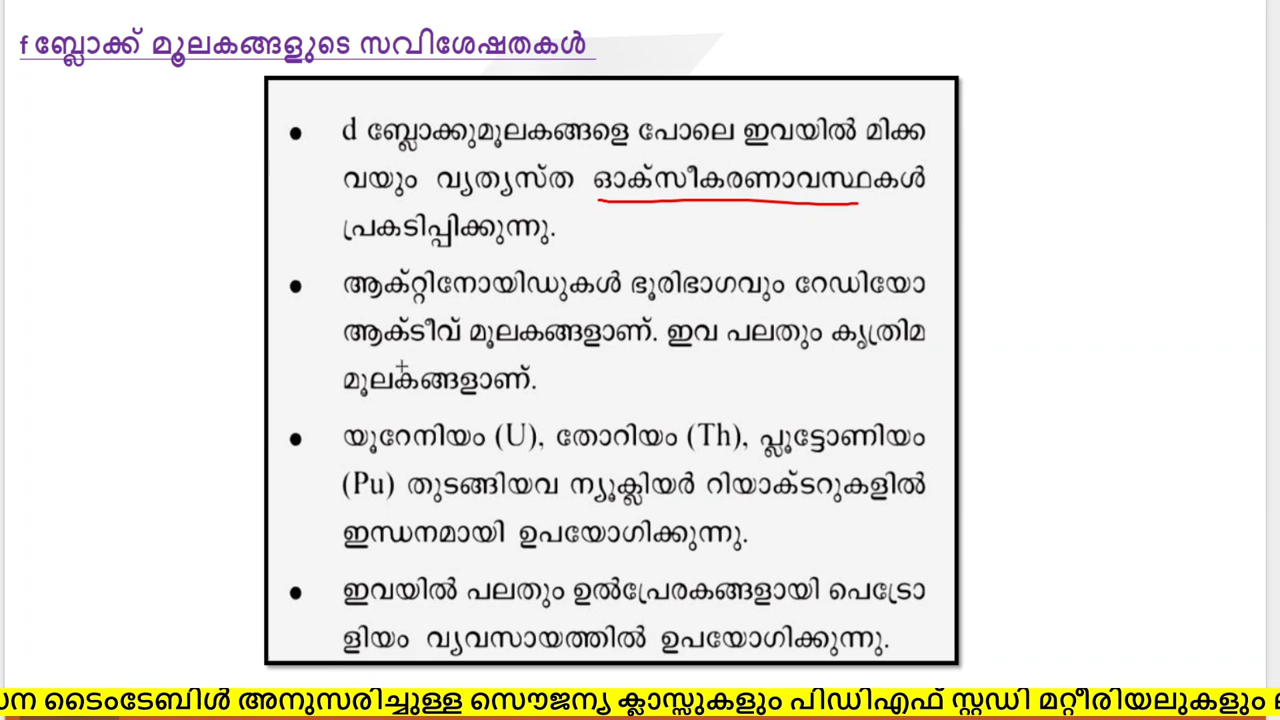 f ബ്ലോക്ക് മൂലകങ്ങളുടെ സവിശേഷതകൾ
• d ബ്ലോക്കുമൂലകങ്ങളെ പോലെ ഇവയിൽ മിക്ക
വയും വ്യത്യസ്ത ഓക്സീകരണാവസ്ഥകൾ
പ്രകടിപ്പിക്കുന്നു.
• ആക്റ്റിനോയിഡുകൾ ഭൂരിഭാഗവും റേഡിയോ
ആക്ടീവ് മൂലകങ്ങളാണ്. ഇവ പലതും കൃത്രിമ
മൂലകങ്ങളാണ്.
• യുറേനിയം (U), തോറിയം (Th), പ്ലൂട്ടോണിയം
(Pu) തുടങ്ങിയവ ന്യൂക്ലിയർ റിയാക്ടറുകളിൽ
ഇന്ധനമായി ഉപയോഗിക്കുന്നു.
• ഇവയിൽ പലതും ഉൽപ്രേരകങ്ങളായി പെട്രോ
ളിയം വ്യവസായത്തിൽ ഉപയോഗിക്കുന്നു.
ടൈംടേബിൾ അനുസരിച്ചുള്ള സൌജന്യ ക്ലാസ്സുകളും പിഡിഎഫ് സ്റ്റഡി മറ്റീരിയലുകളും